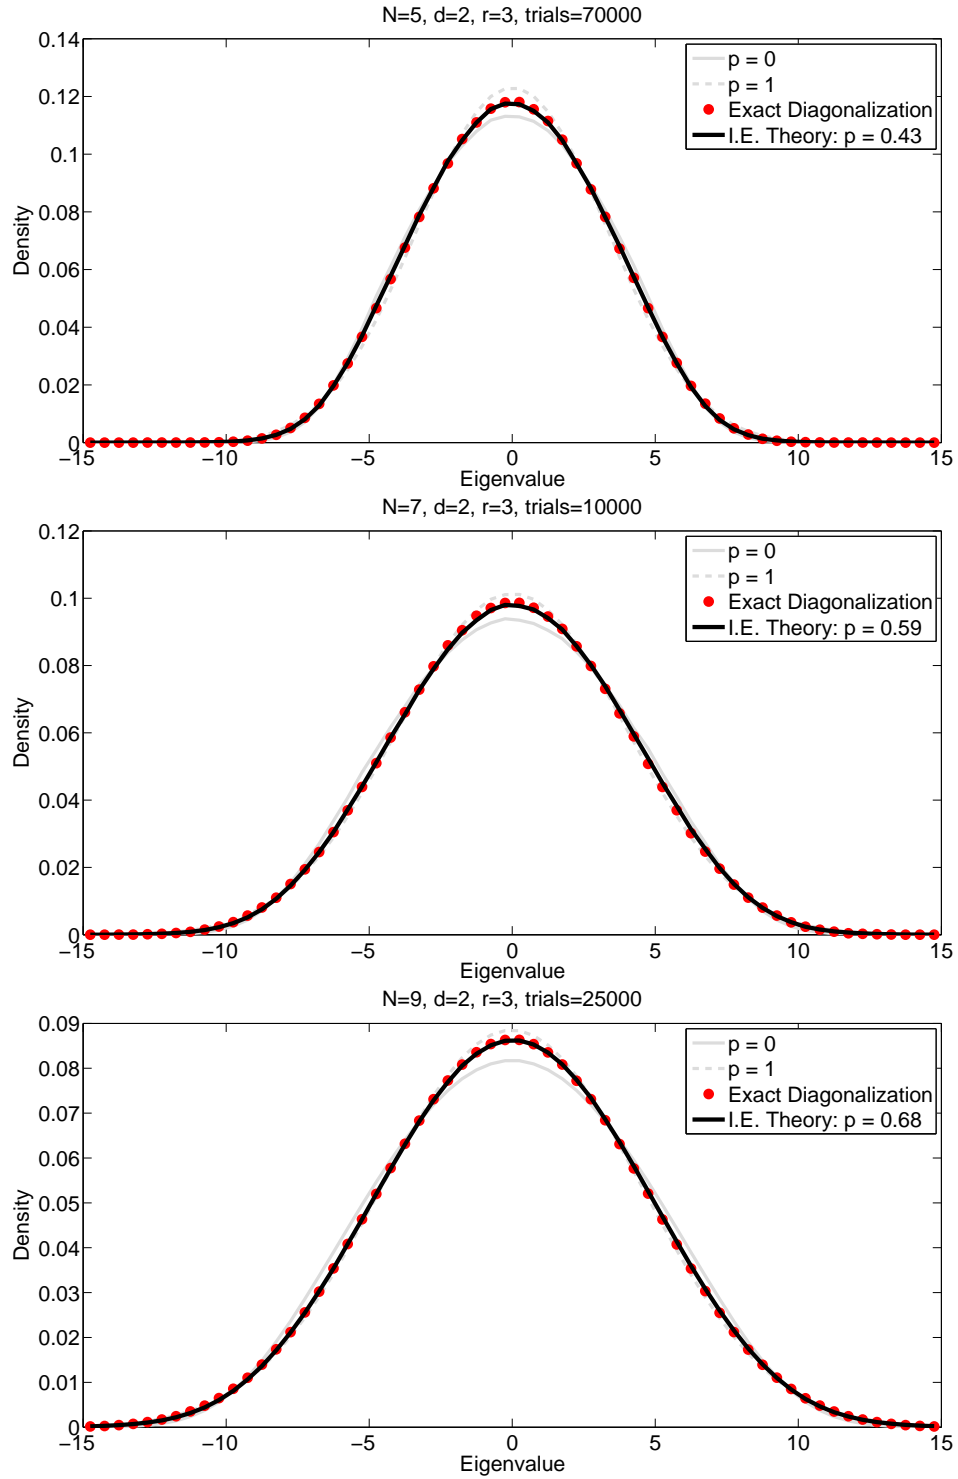 N=5, d=2, r=3, trials=70000
0.14
0.12
0.1
0.08
0.06
0.04
0.02
0
Density
p = 0
p = 1
Exact Diagonalization
I.E. Theory: p = 0.43
−15 −10 −5 0 5 10 15
Eigenvalue
N=7, d=2, r=3, trials=10000
0.12
0.1
0.08
0.06
0.04
0.02
0
Density
p = 0
p = 1
Exact Diagonalization
I.E. Theory: p = 0.59
−15 −10 −5 0 5 10 15
Eigenvalue
N=9, d=2, r=3, trials=25000
0.09
0.08
0.07
0.06
0.05
0.04
0.03
0.02
0.01
0
Density
p = 0
p = 1
Exact Diagonalization
I.E. Theory: p = 0.68
−15 −10 −5 0 5 10 15
Eigenvalue